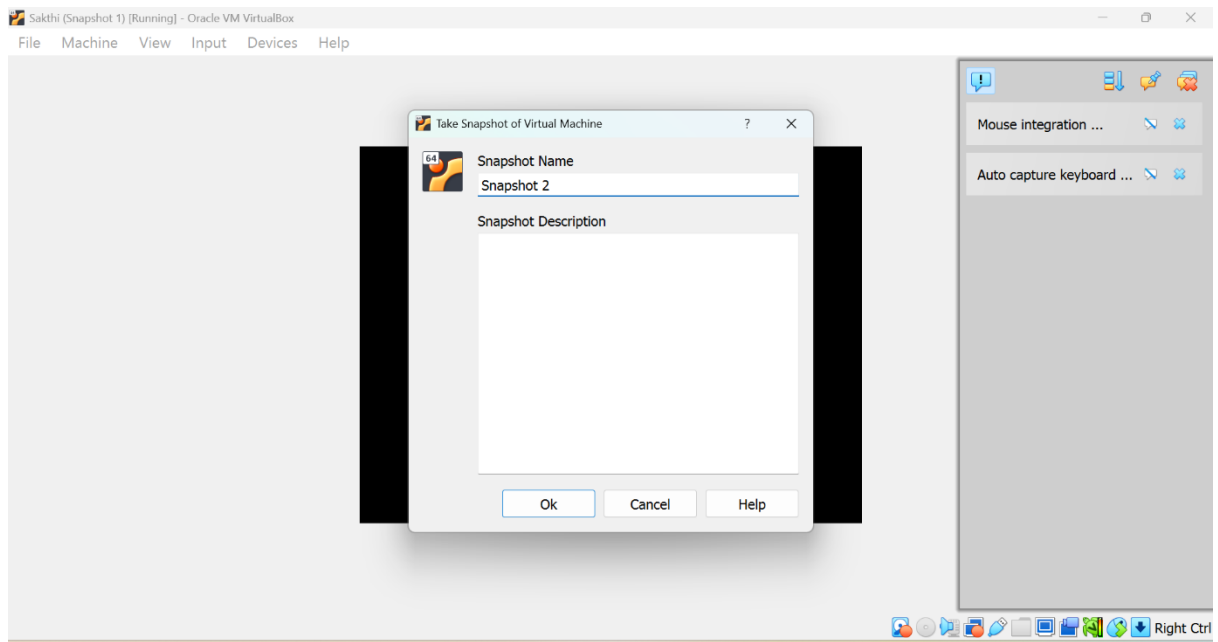 Sakthi (Snapshot 1) [Running] - Oracle VM VirtualBox
File Machine View Input Devices Help
Take Snapshot of Virtual Machine ?
64
Snapshot Name
Snapshot 2
Snapshot Description
Ok Cancel Help
Mouse integration ...
Auto capture keyboard ...
Right Ctrl